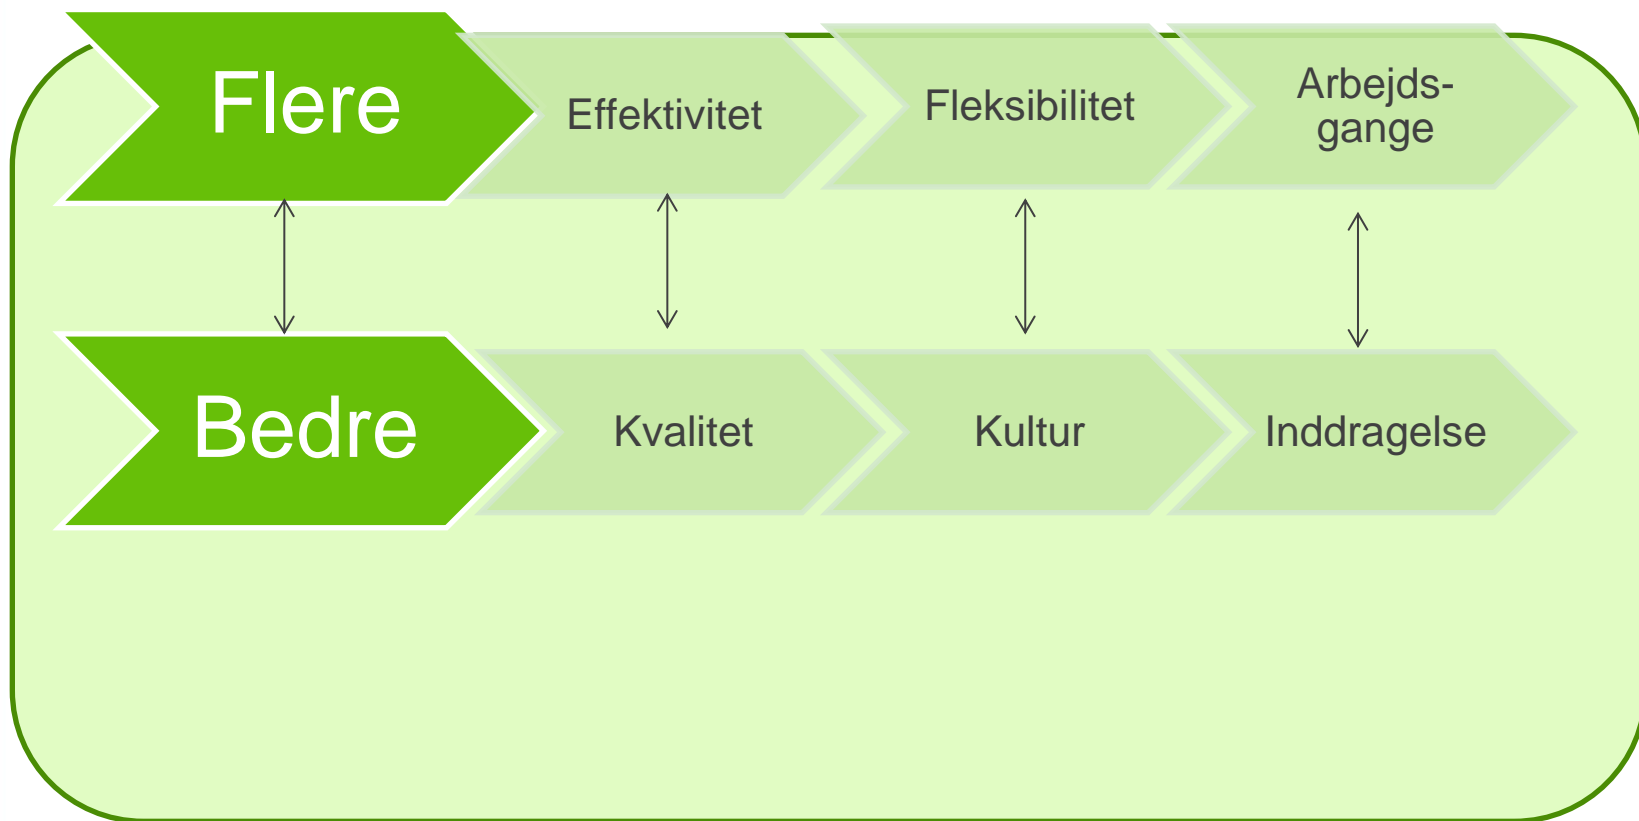 Flere
Effektivitet
Fleksibilitet
Arbejds-
gange
Bedre
Kvalitet
Kultur
Inddragelse